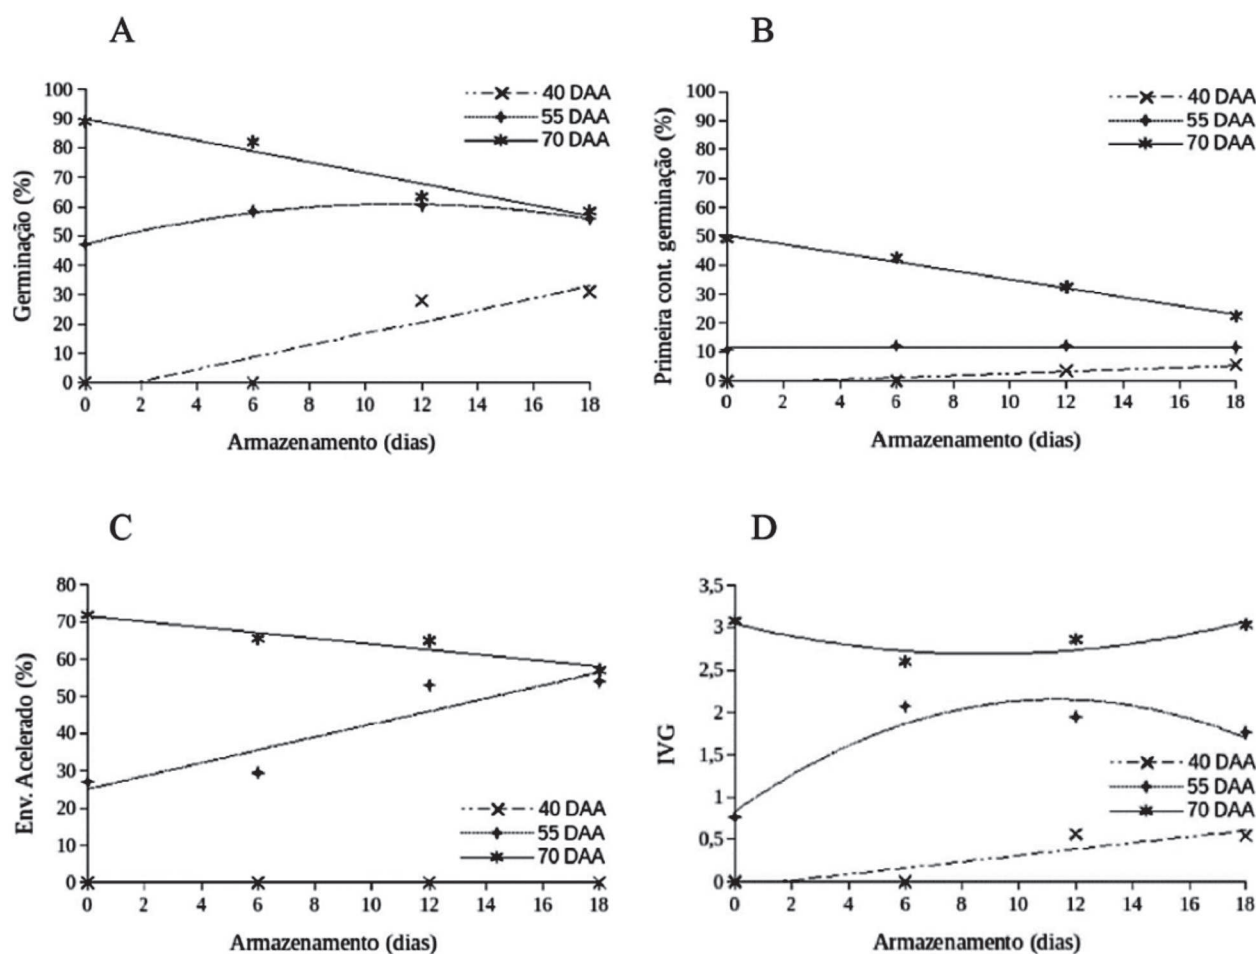 A
Germinação (%)
100
90
80
70
60
50
40
30
20
10
0
0 2 4 6 8 10 12 14 16 18
Armazenamento (dias)
40 DAA
55 DAA
70 DAA
B
Primeira cont. germinação (%)
100
90
80
70
60
50
40
30
20
10
0
0 2 4 6 8 10 12 14 16 18
Armazenamento (dias)
40 DAA
55 DAA
70 DAA
C
Env. Acelerado (%)
80
70
60
50
40
30
20
10
0
0 2 4 6 8 10 12 14 16 18
Armazenamento (dias)
40 DAA
55 DAA
70 DAA
D
IVG
3,5
3
2,5
2
1,5
1
0,5
0
0 2 4 6 8 10 12 14 16 18
Armazenamento (dias)
40 DAA
55 DAA
70 DAA